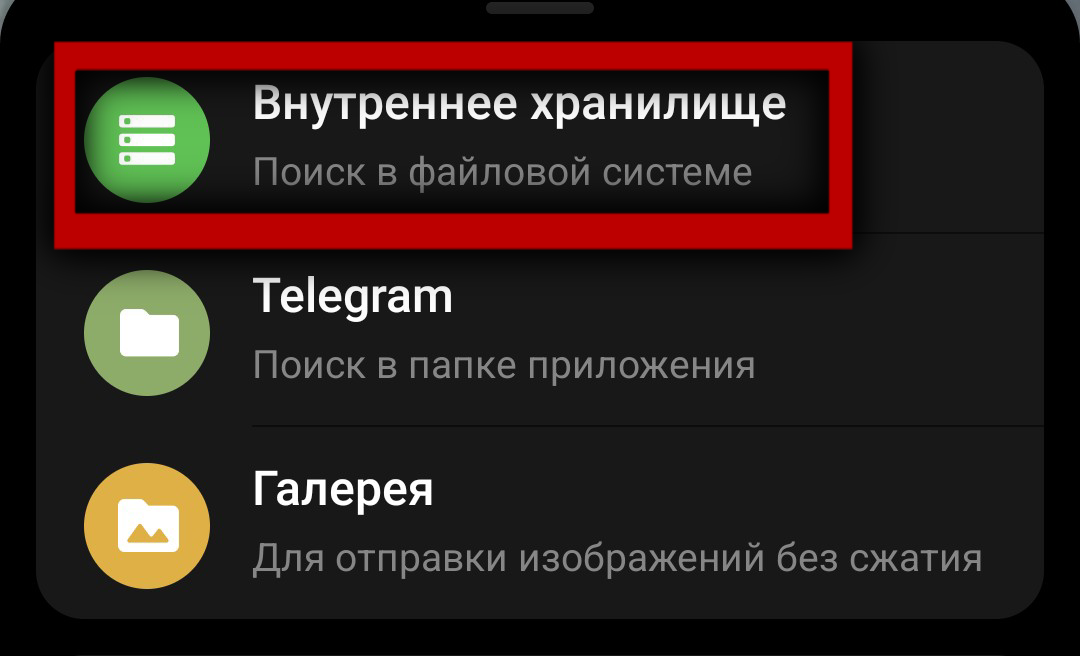 Внутреннее хранилище
Поиск в файловой системе
Telegram
Поиск в папке приложения
Галерея
Для отправки изображений без сжатия